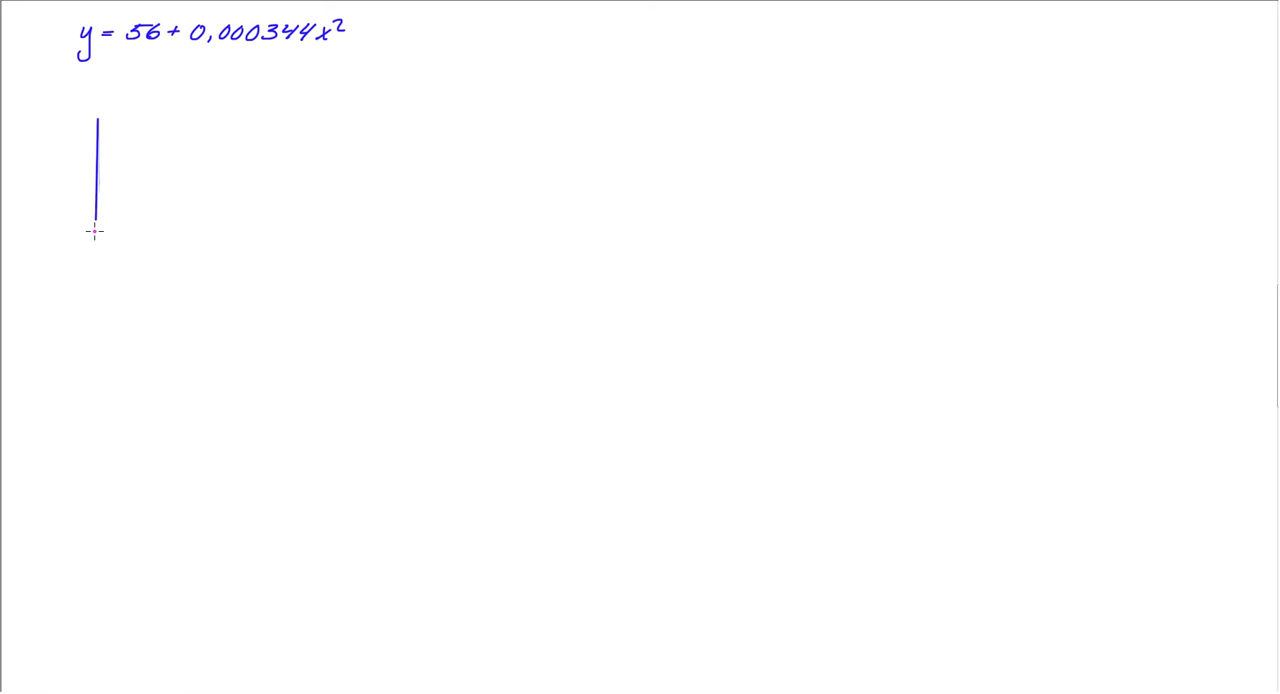 y = 56 + 0,000344x²